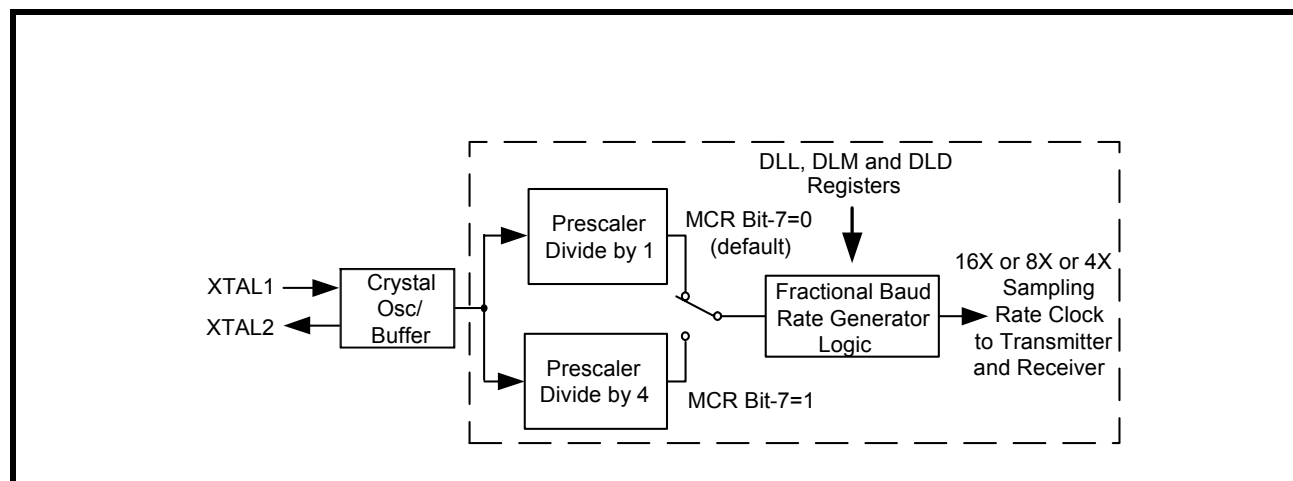 DLL, DLM and DLD
Registers
Prescaler
Divide by 1
MCR Bit-7=0
(default)
XTAL1
XTAL2
Crystal
Osc/
Buffer
Fractional Baud
Rate Generator
Logic
16X or 8X or 4X
Sampling
Rate Clock
to Transmitter
and Receiver
Prescaler
Divide by 4
MCR Bit-7=1